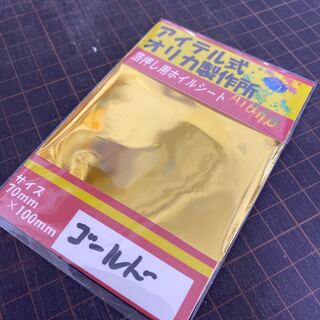 アイテル式
オリカ製作所
箔押し用ホイルシート
サイズ
70mm
×100mm
ゴールド